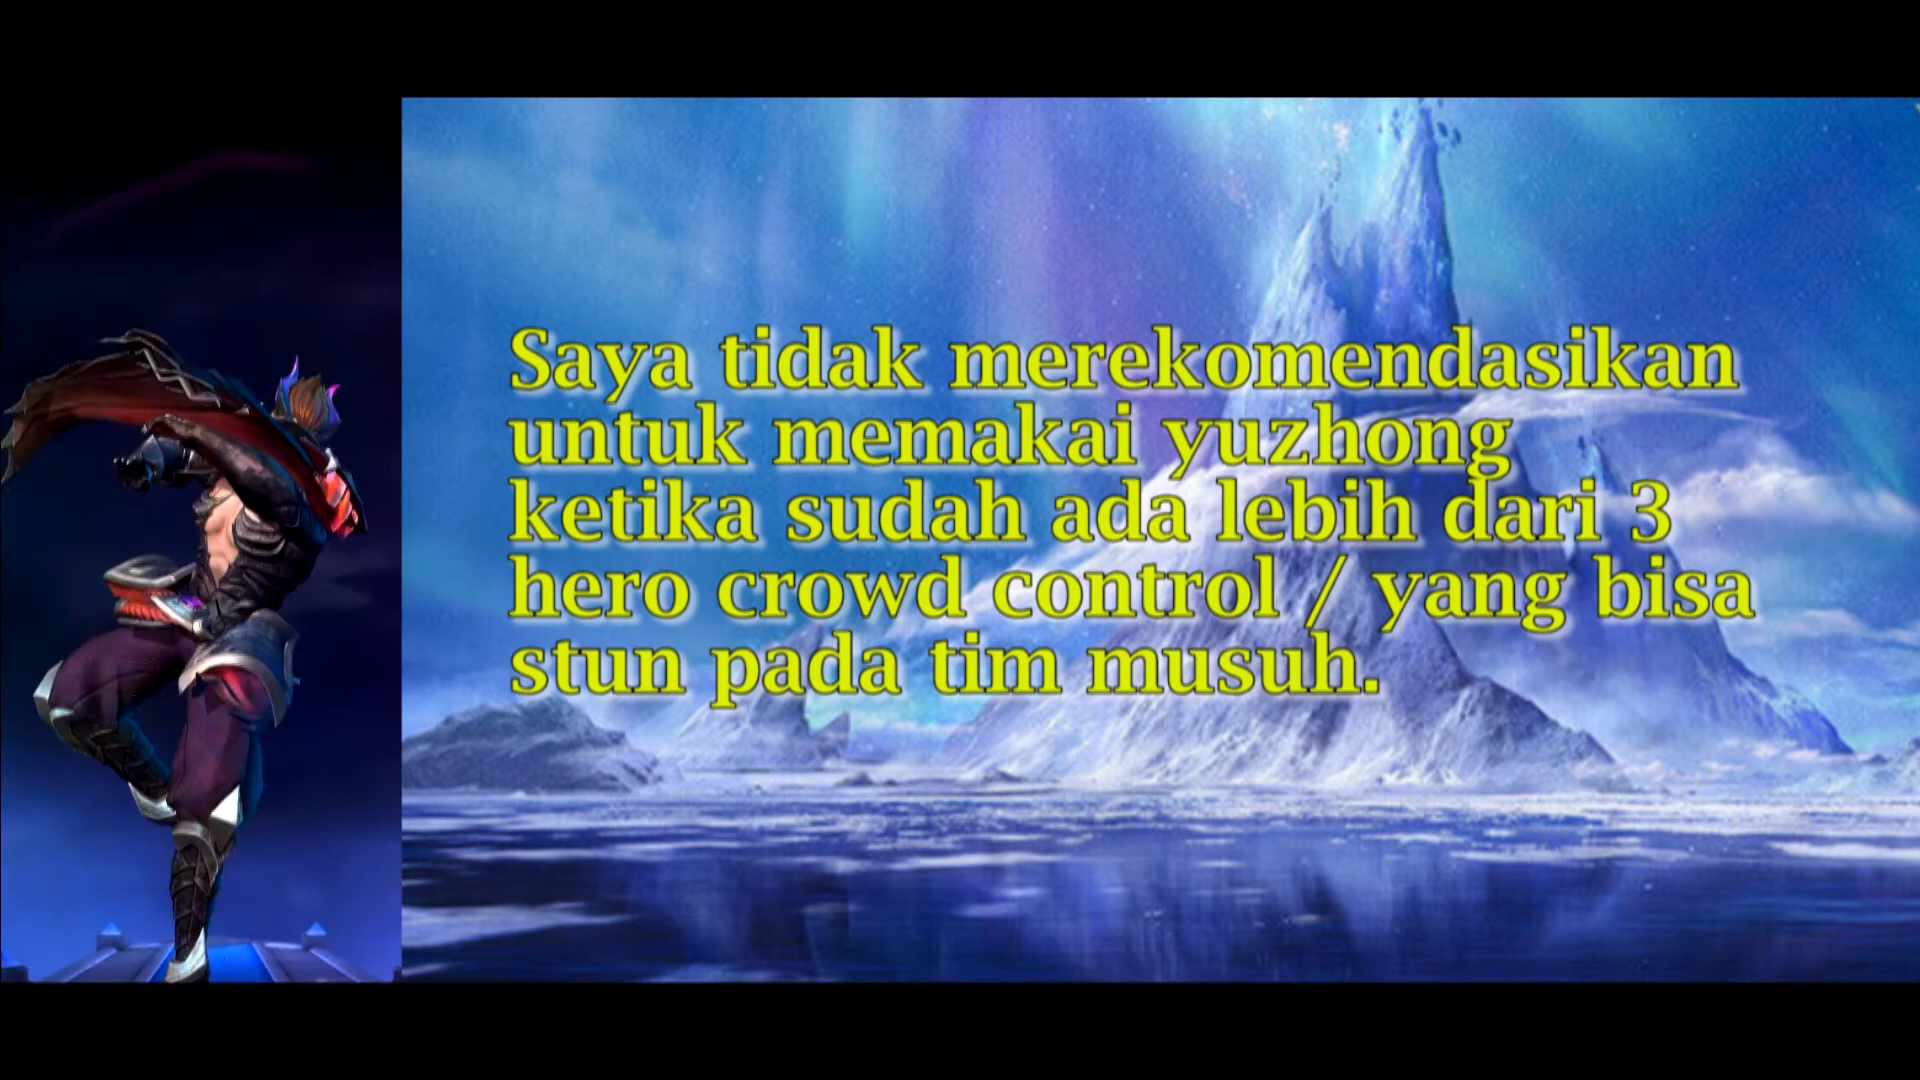 Saya tidak merekomendasikan
untuk memakai yuzhong
ketika sudah ada lebih dari 3
hero crowd control / yang bisa
stun pada tim musuh.